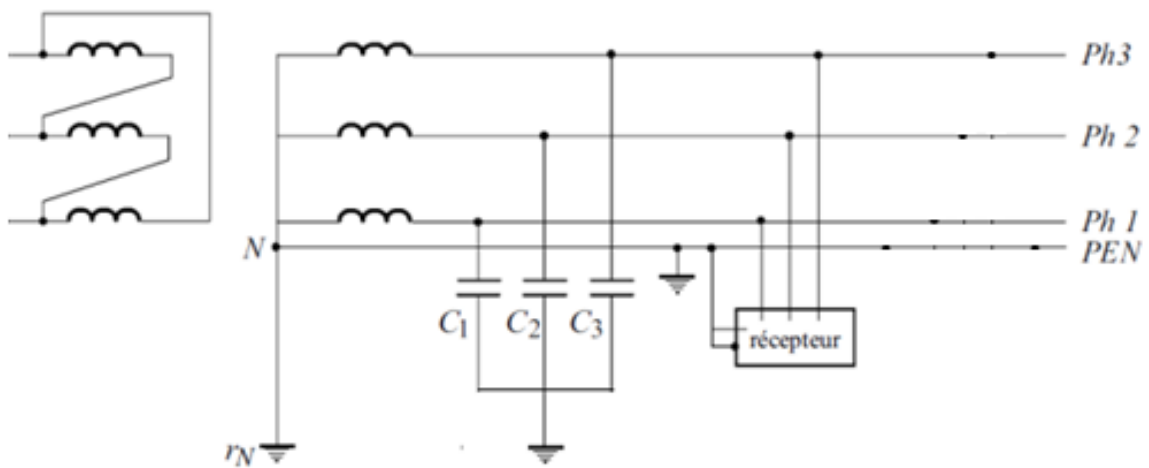 Ph3
Ph 2
Ph 1
N
PEN
C1 C2 C3
récepteur
rN